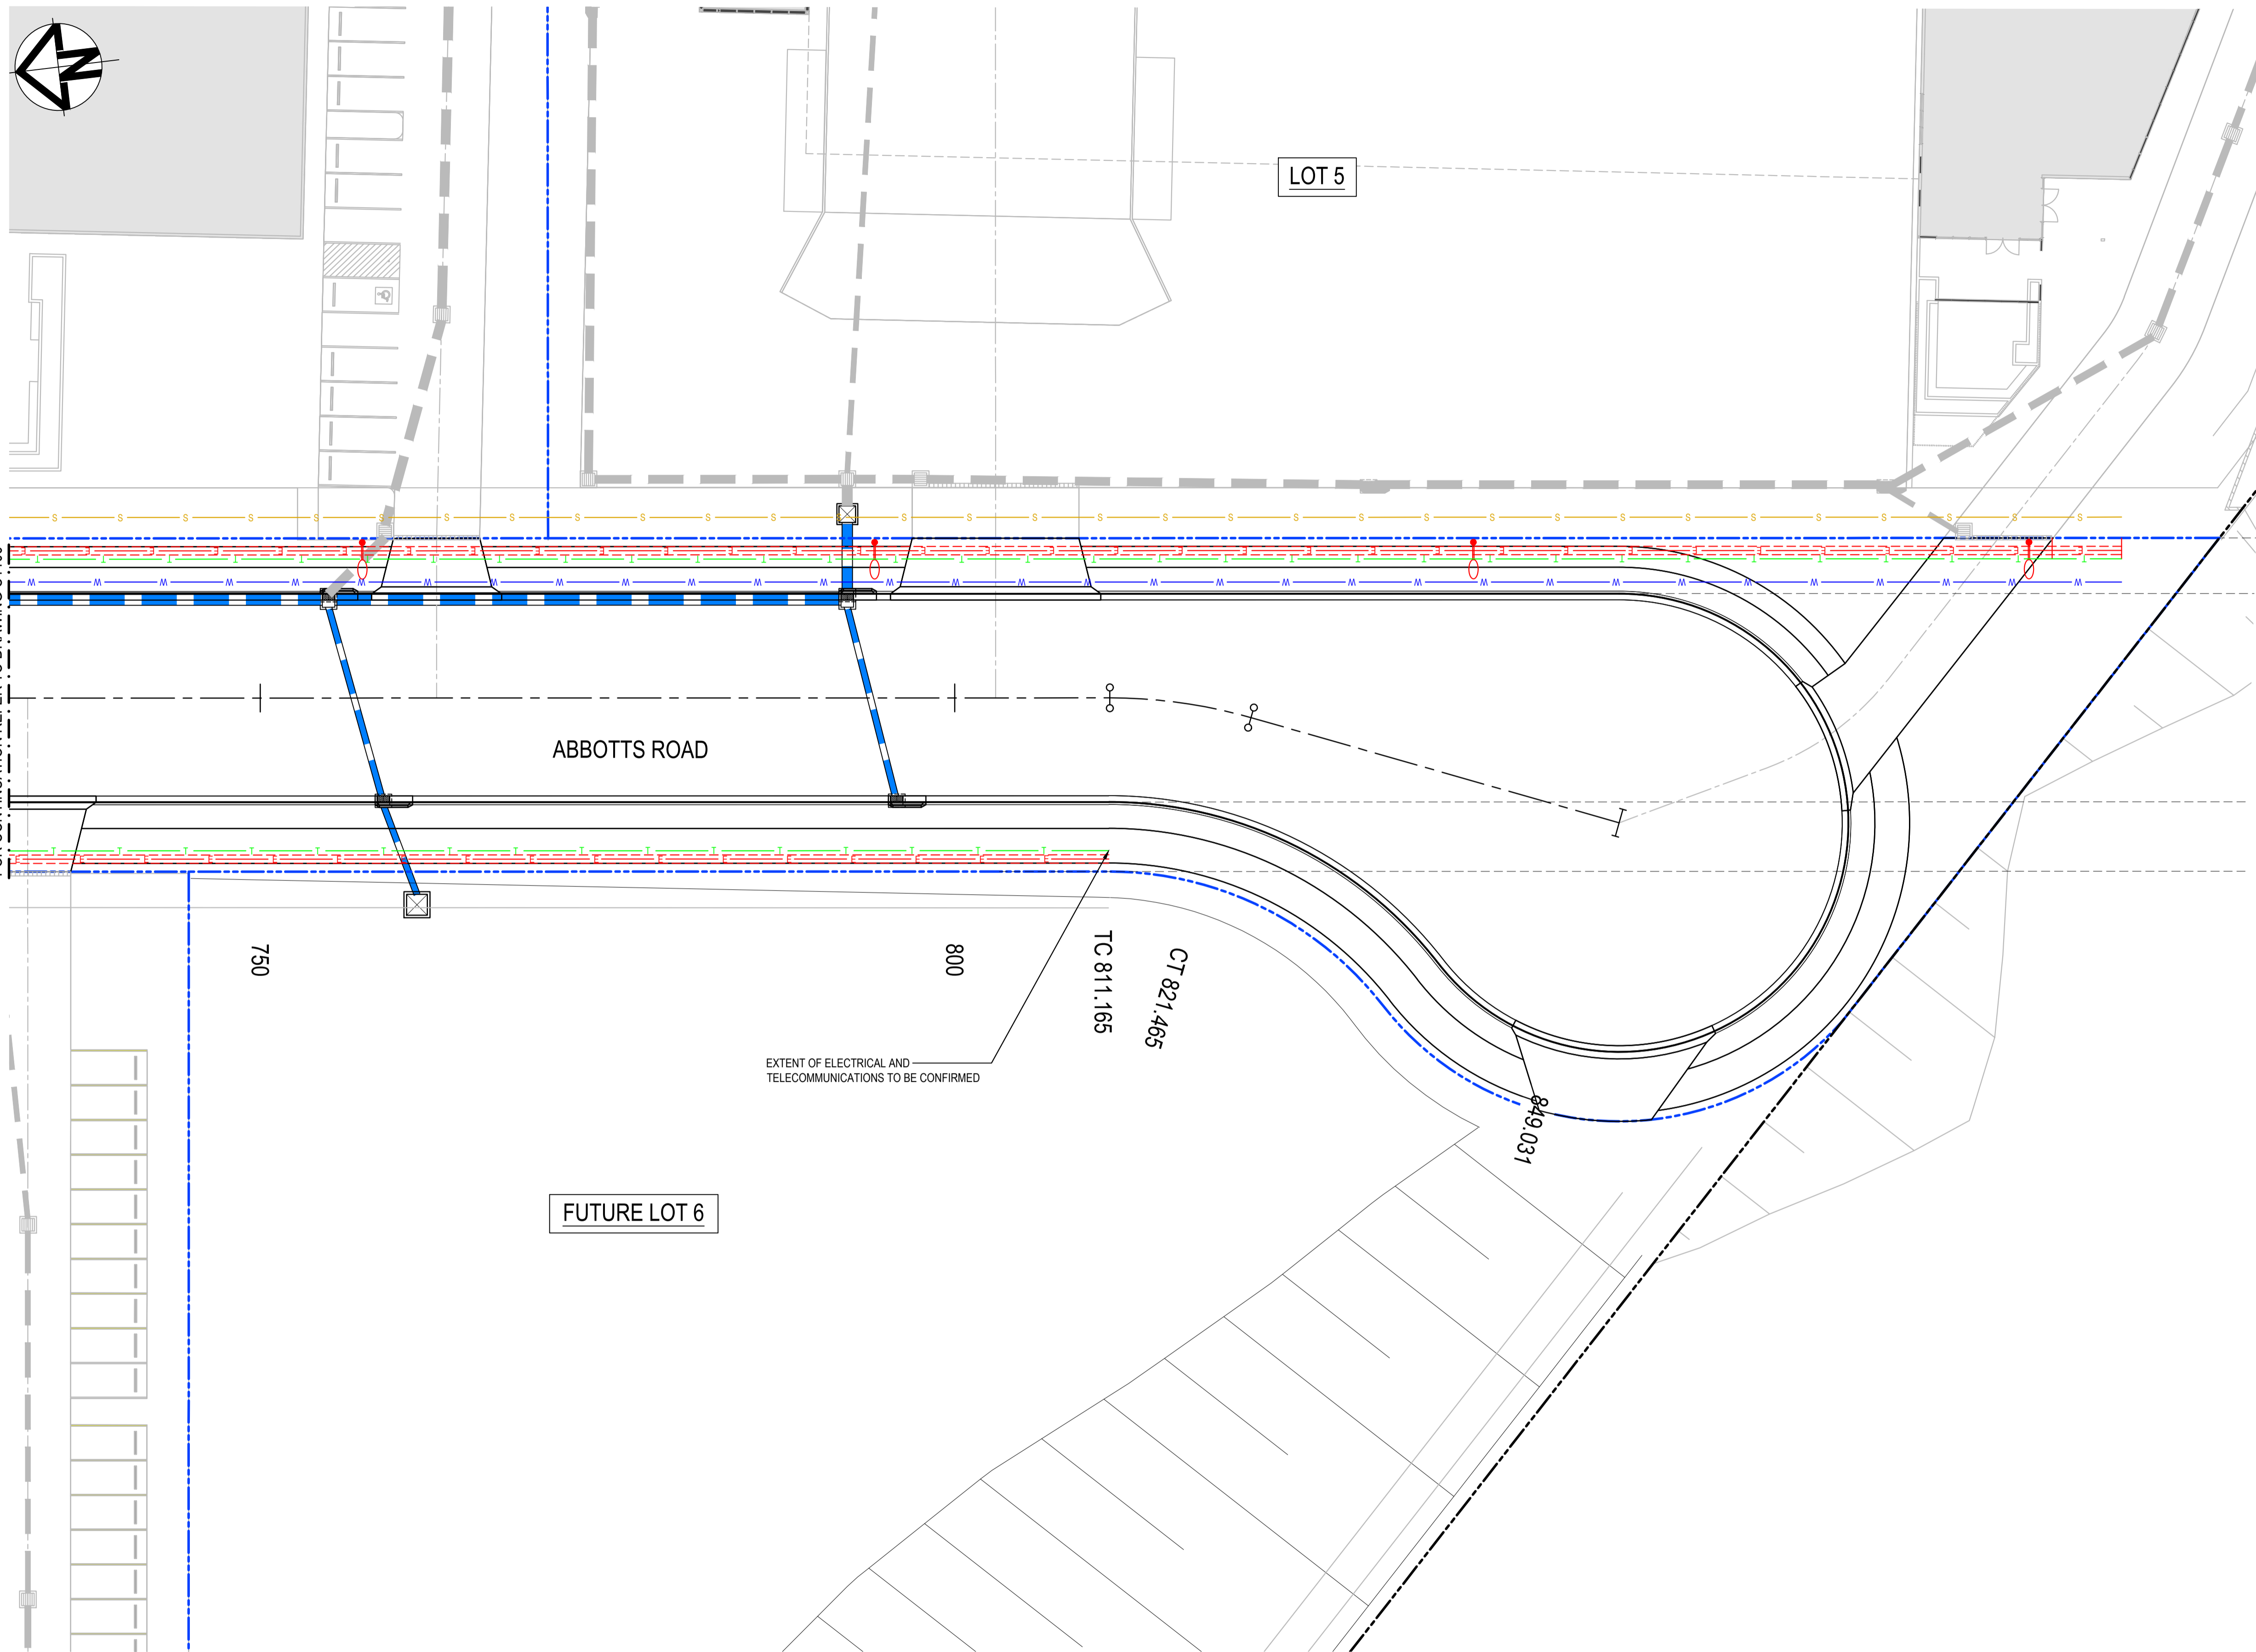 N
LOT 5
ABBOTTS ROAD
750
800
TC 811.165
CT 821.465
849.031
EXTENT OF ELECTRICAL AND
TELECOMMUNICATIONS TO BE CONFIRMED
FUTURE LOT 6